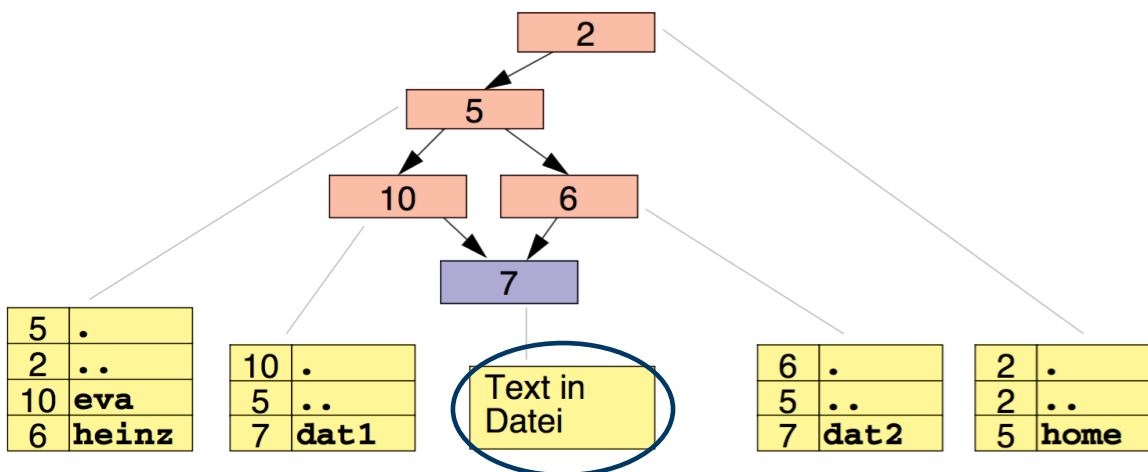 2
5
10
6
7
5 .
2 ..
10 eva
6 heinz
10 .
5 ..
7 dat1
Text in
Datei
6 .
5 ..
7 dat2
2 .
2 ..
5 home